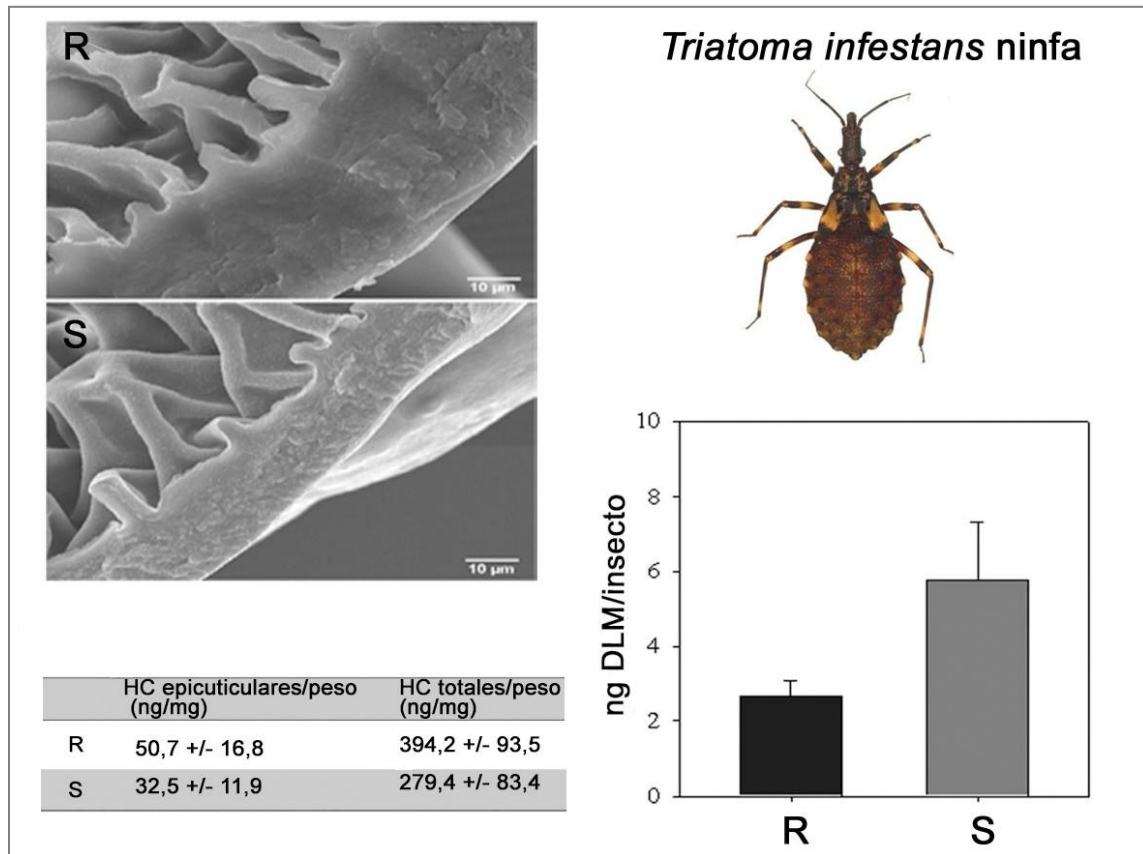 R
10 µm
S
10 µm
Triatoma infestans ninfa
HC epicuticulares/peso HC totales/peso
(ng/mg) (ng/mg)
R 50,7 +/- 16,8 394,2 +/- 93,5
S 32,5 +/- 11,9 279,4 +/- 83,4
ng DLM/insecto
10
8
6
4
2
0
R S